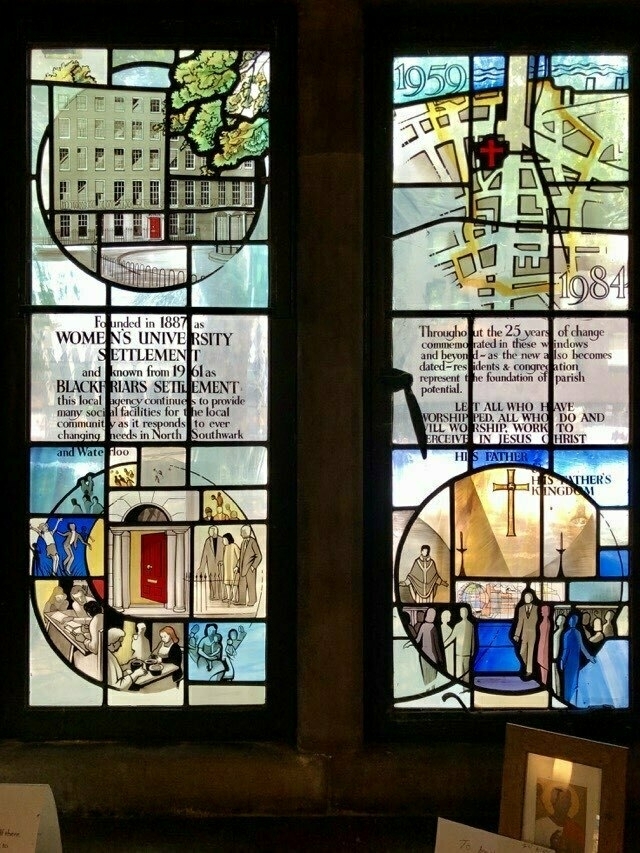 Founded in 1887 as
WOMEN'S UNIVERSITY
SETTLEMENT
and known from 1961 as
BLACKFRIARS SETTLEMENT
this local agency continues to provide
many social facilities for the local
community as it responds to ever
changing needs in North Southwark
and Waterloo
1959
1984
Throughout the 25 years of change
commemorated in these windows
and beyond - as the new also becomes
dated - residents & congregation
represent the foundation of parish
potential.
LET ALL WHO HAVE
WORSHIPPED, ALL WHO DO AND
WILL WORSHIP, WORK TO
PERCEIVE IN JESUS CHRIST
HIS FATHER
HIS FATHER'S
KINGDOM